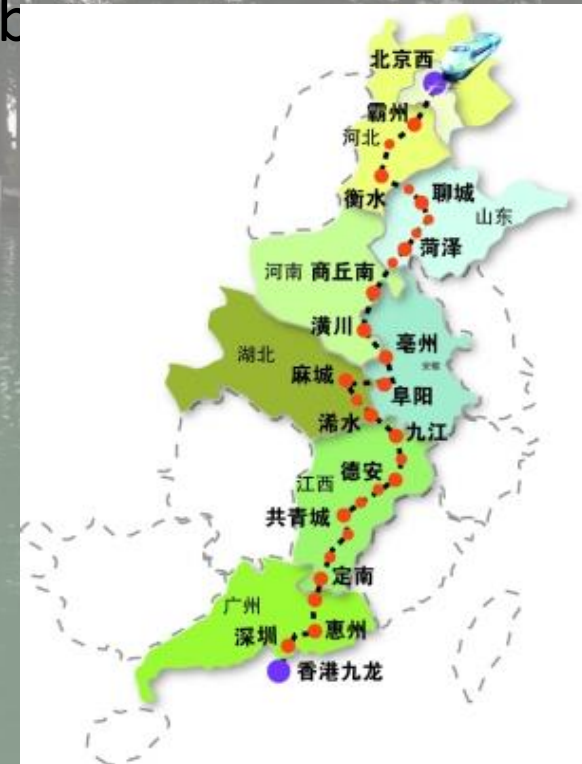 b
北京西
霸州
河北
衡水
聊城
山东
菏泽
河南 商丘南
潢川
亳州
湖北
安徽
麻城
阜阳
浠水
九江
德安
江西
共青城
定南
广州
深圳
惠州
香港九龙